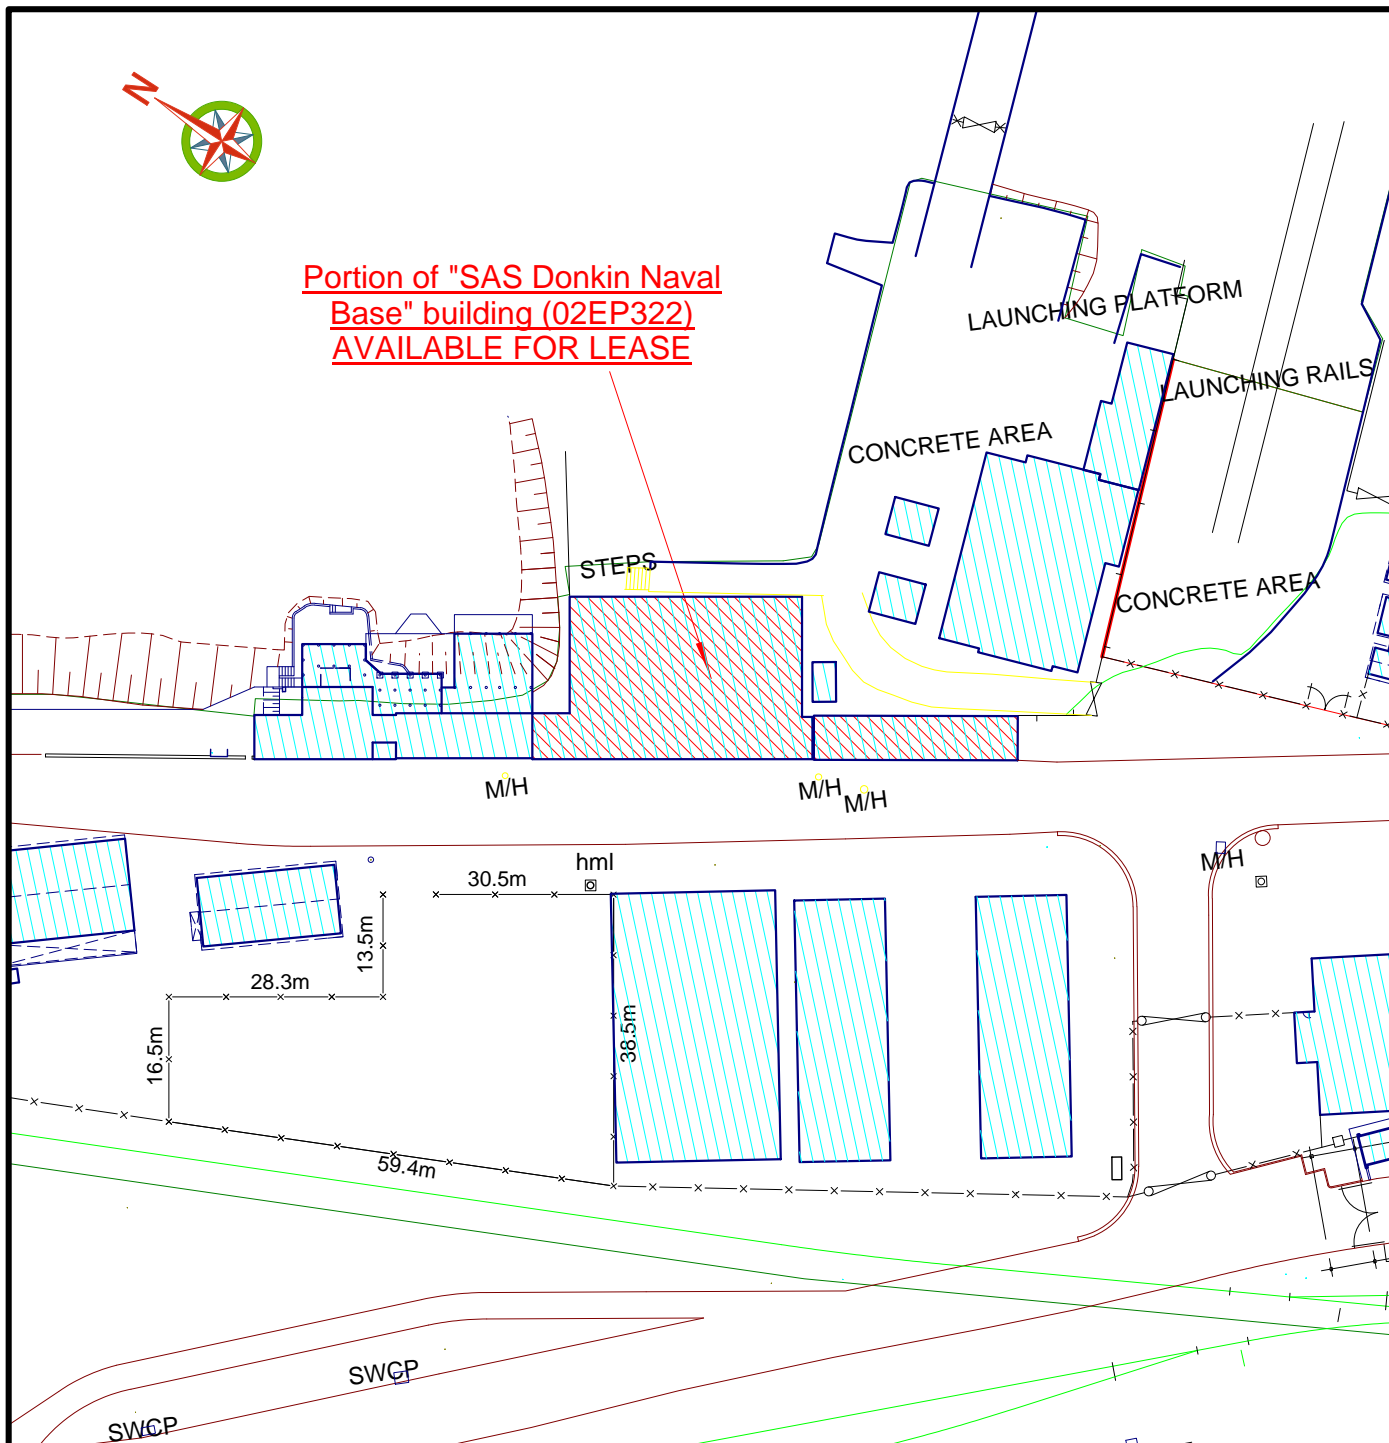 N
Portion of "SAS Donkin Naval
Base" building (02EP322)
AVAILABLE FOR LEASE
LAUNCHING PLATFORM
LAUNCHING RAILS
CONCRETE AREA
STEPS
CONCRETE AREA
M/H
M/H
M/H
hml
M/H
30.5m
13.5m
28.3m
38.5m
16.5m
59.4m
SWCP
SWCP